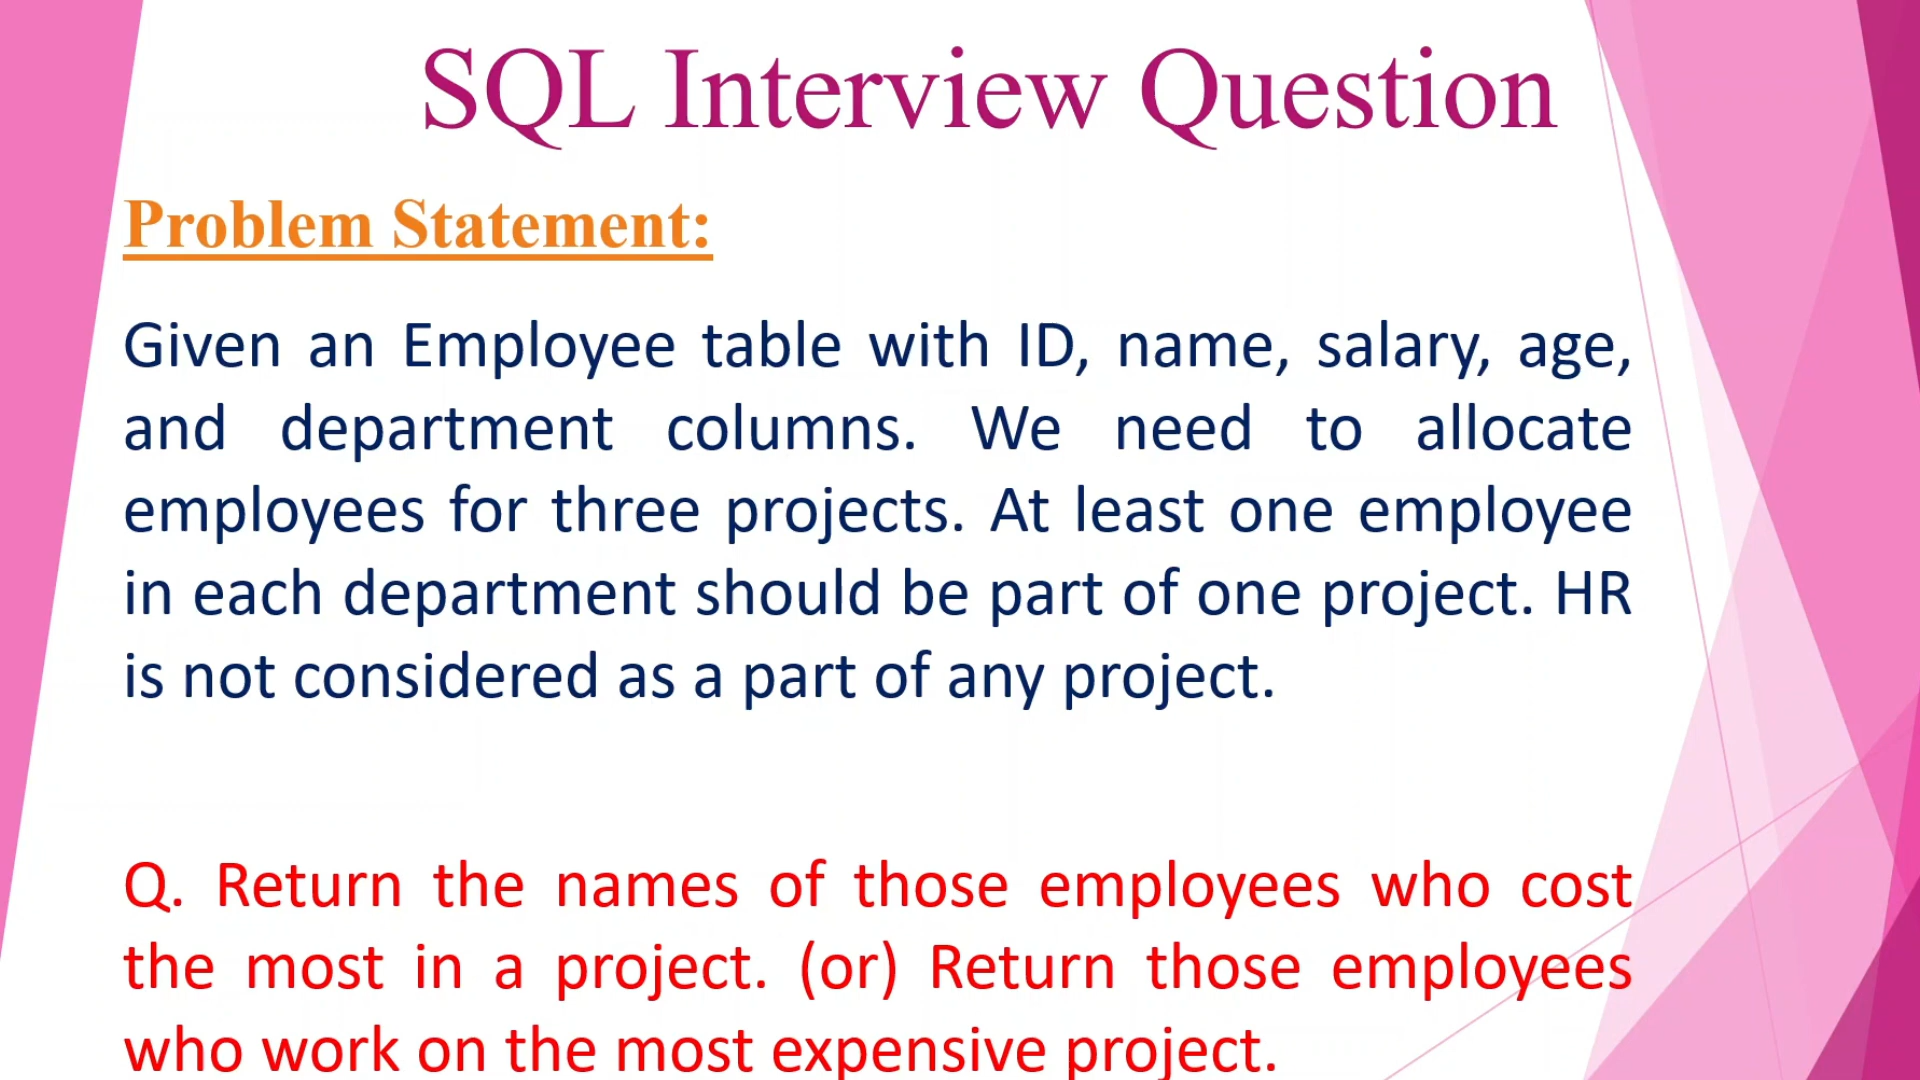 SQL Interview Question
Problem Statement:
Given an Employee table with ID, name, salary, age,
and department columns. We need to allocate
employees for three projects. At least one employee
in each department should be part of one project. HR
is not considered as a part of any project.
Q. Return the names of those employees who cost
the most in a project. (or) Return those employees
who work on the most expensive project.